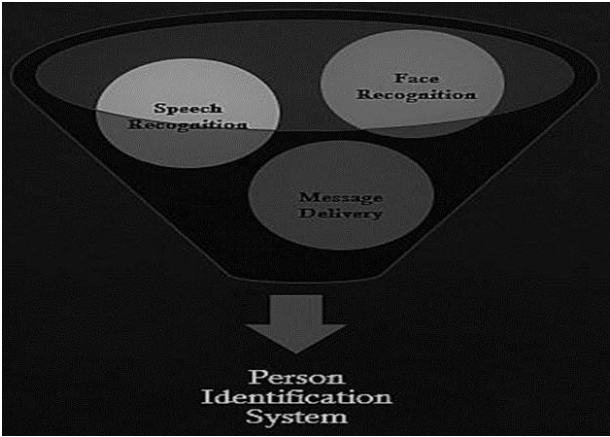 Speech
Recognition
Face
Recognition
Message
Delivery
Person
Identification
System